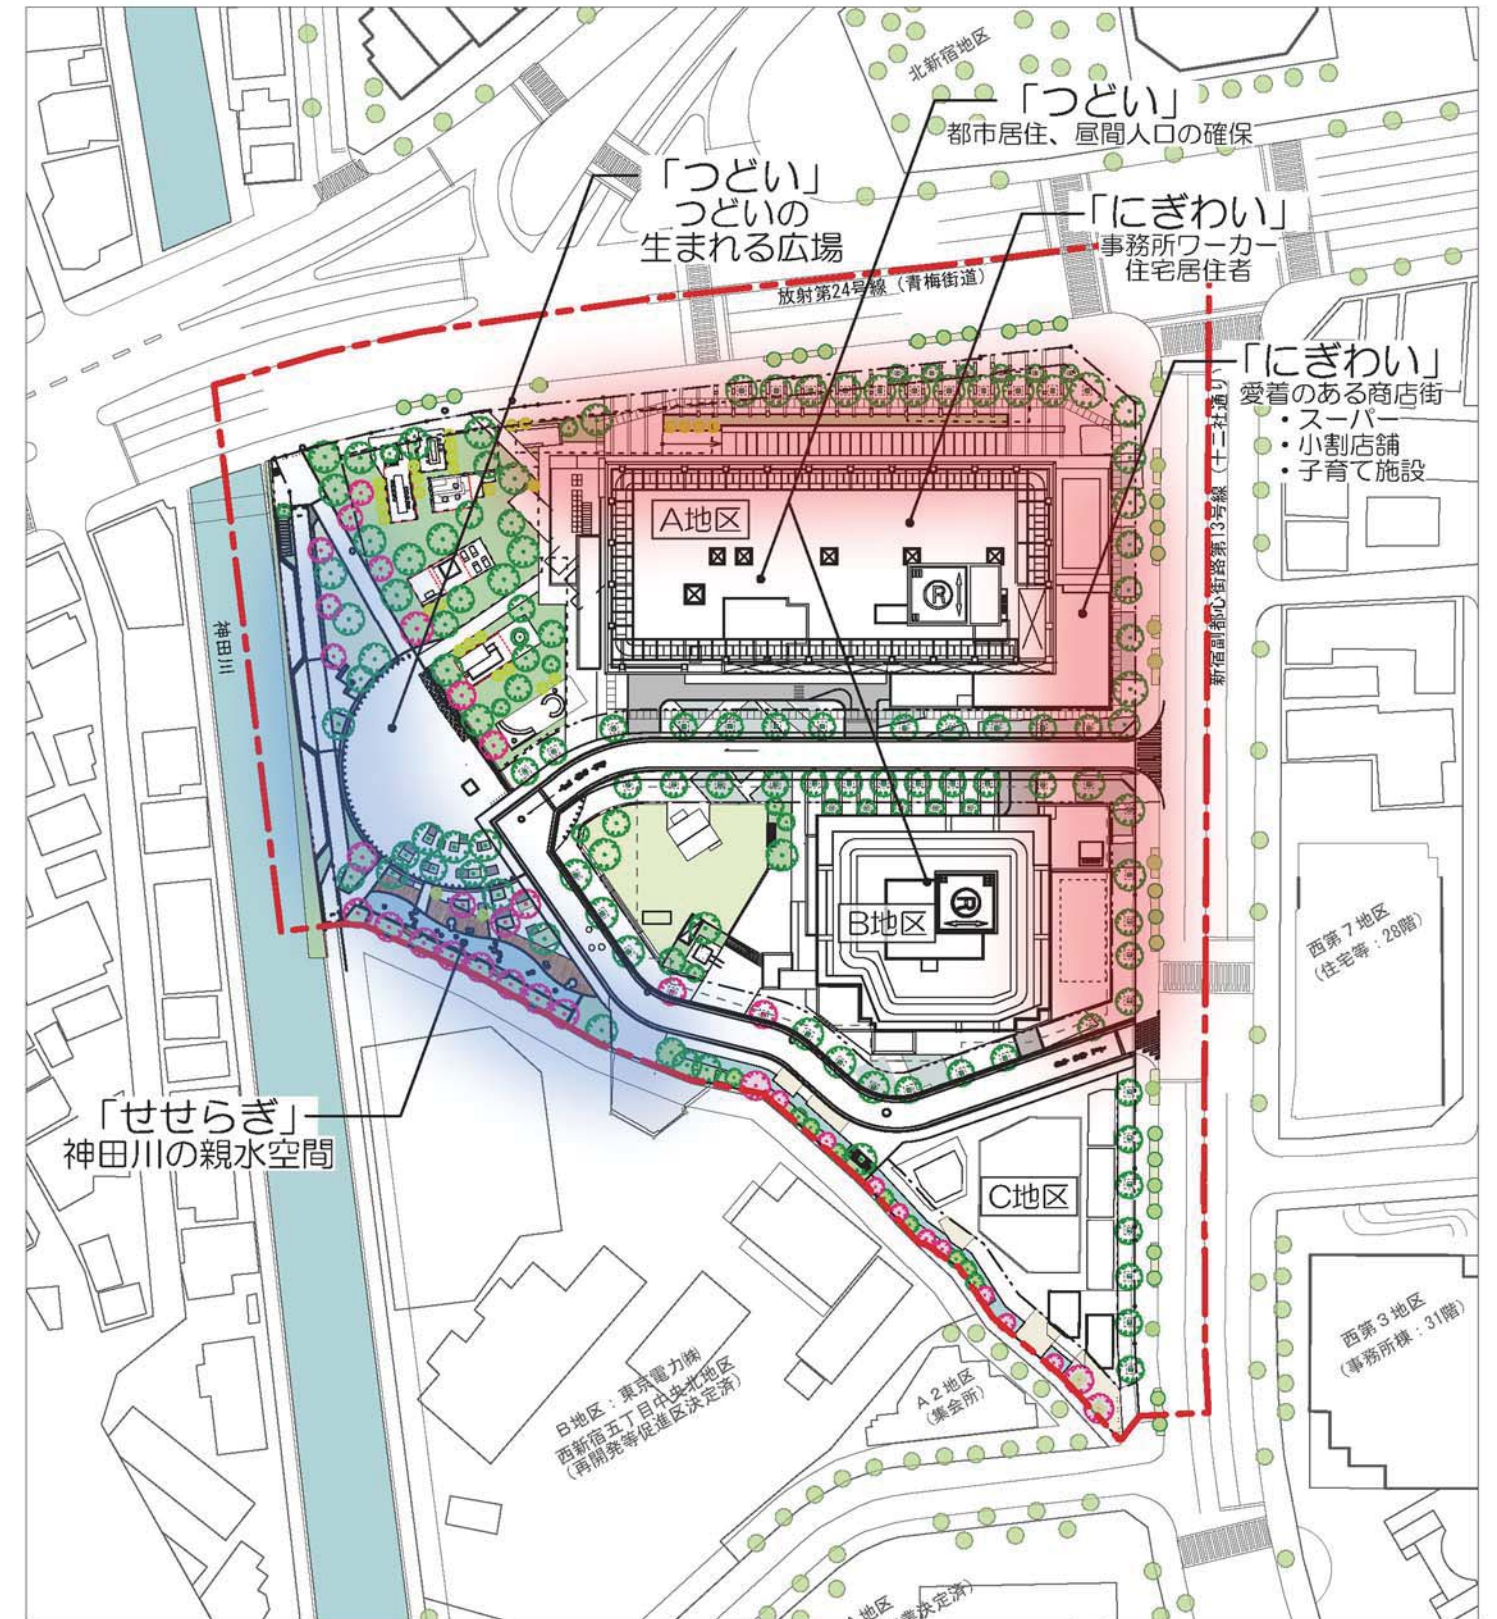 北新宿地区
「つどい」
都市居住、昼間人口の確保
「つどい」
つどいの
生まれる広場
「にぎわい」
事務所ワーカー
住宅居住者
放射第24号線（青梅街道）
「にぎわい」
愛着のある商店街
・スーパー
・小割店舗
・子育て施設
新宿副都心街路第13号線（十二社通り）
A地区
神田川
B地区
西第７地区
（住宅等：28階）
「せせらぎ」
神田川の親水空間
C地区
西第３地区
（事務所棟：31階）
B地区：東京電力㈱
西新宿五丁目中央北地区
（再開発等促進区決定済）
A２地区
（集会所）
R
R
地区
決定済）